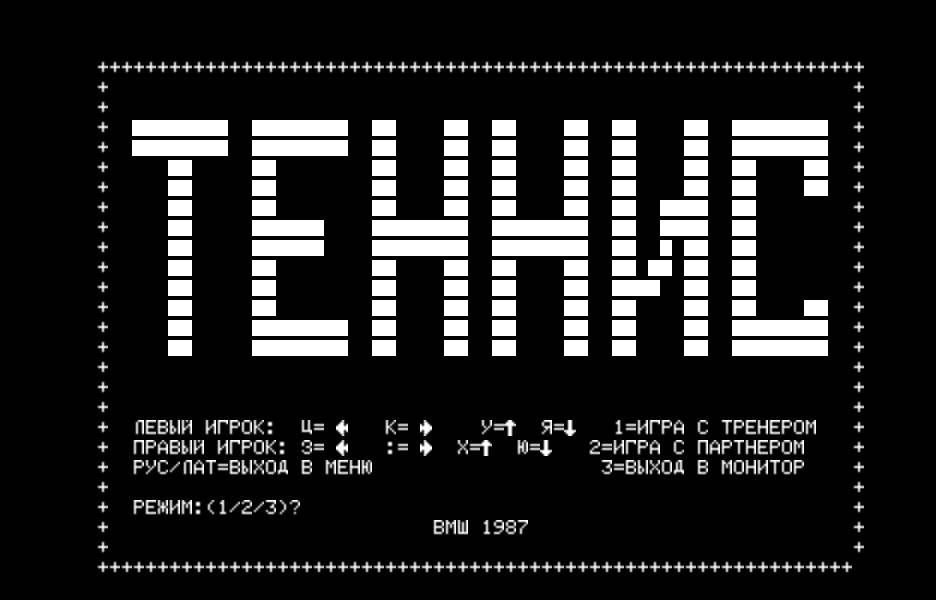 ТЕННИС
ЛЕВЫЙ ИГРОК: Ц=🡄 К=🡆 У=🡅 Я=🡇 1=ИГРА С ТРЕНЕРОМ
ПРАВЫЙ ИГРОК: З=🡄 :=🡆 Х=🡅 Ю=🡇 2=ИГРА С ПАРТНЕРОМ
РУС/ЛАТ=ВЫХОД В МЕНЮ 3=ВЫХОД В МОНИТОР
РЕЖИМ:(1/2/3)?
ВМШ 1987